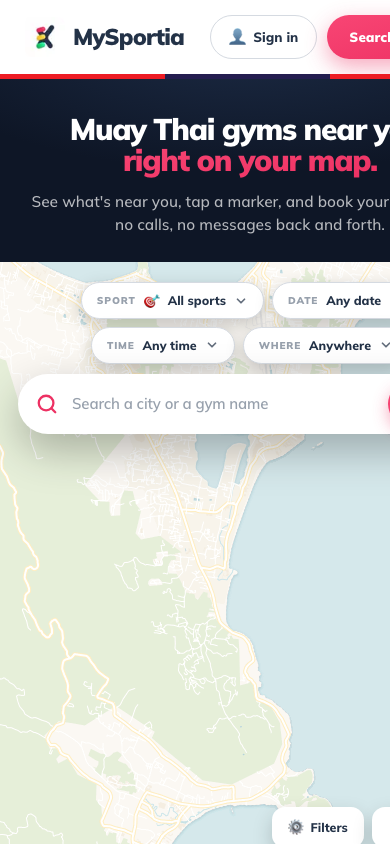 MySportia
Sign in
Search
Muay Thai gyms near y
right on your map.
See what's near you, tap a marker, and book your
no calls, no messages back and forth.
SPORT All sports
DATE Any date
TIME Any time
WHERE Anywhere
Search a city or a gym name
Filters